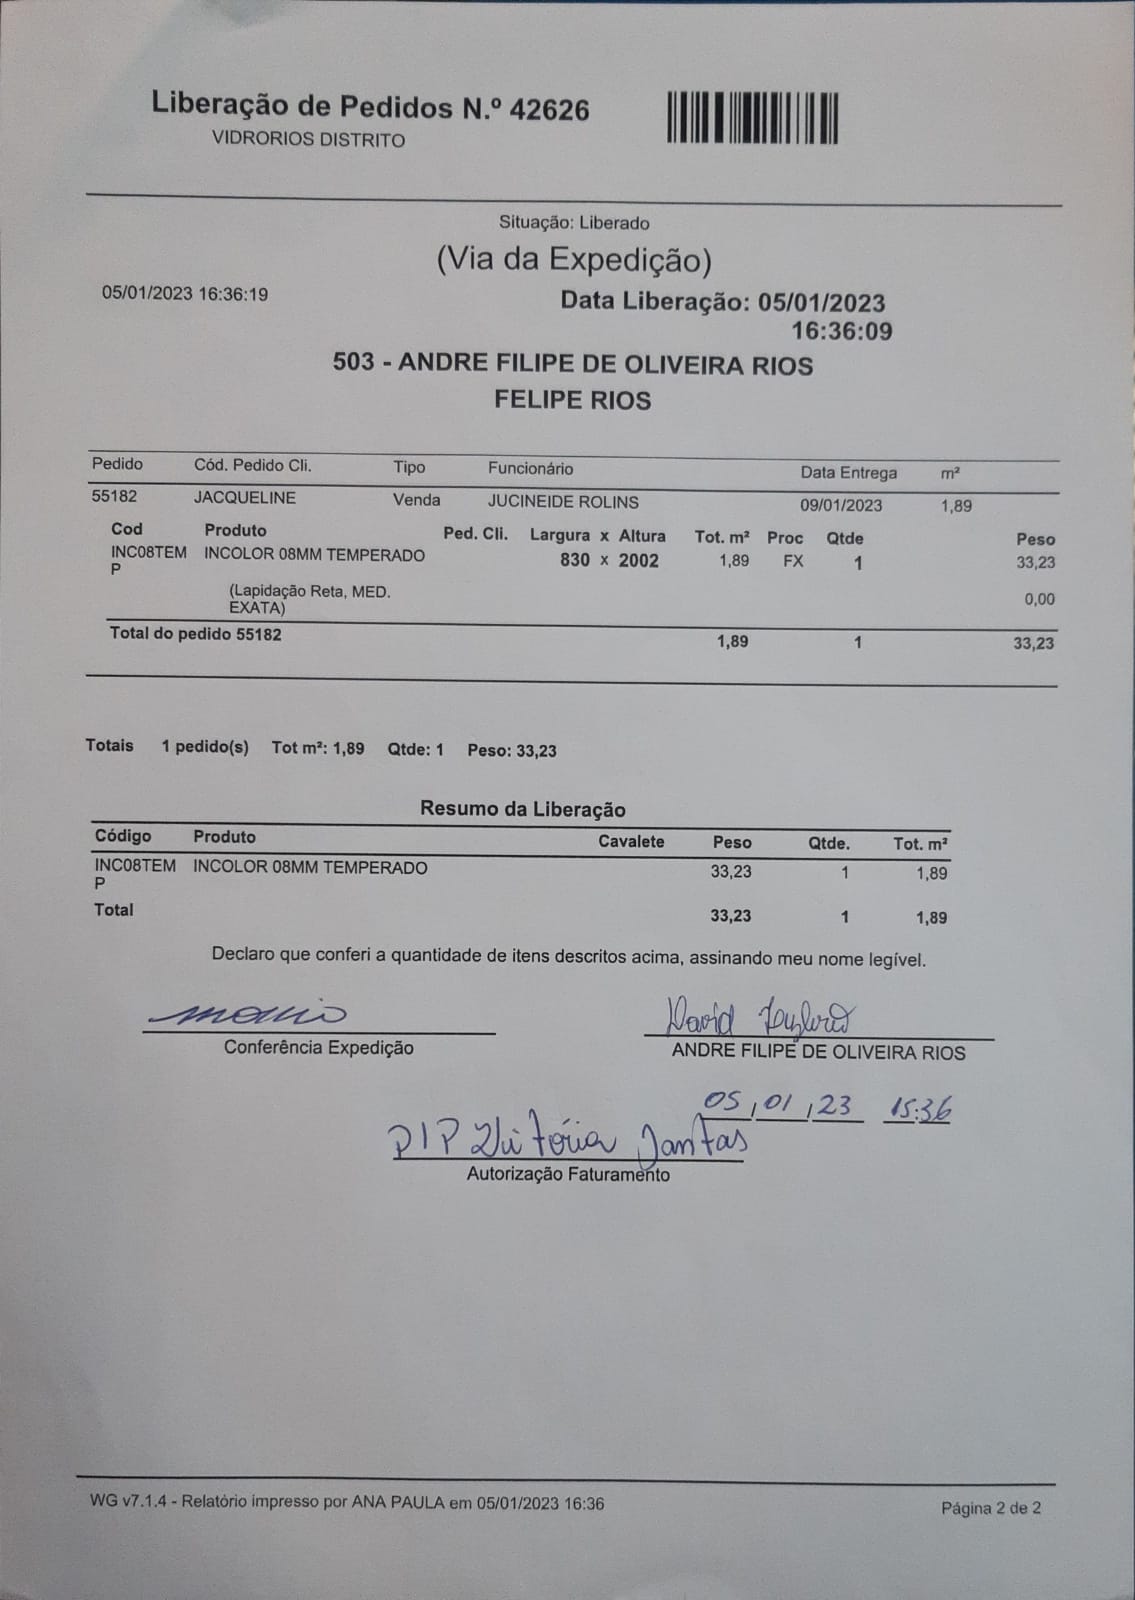 Liberação de Pedidos N.º 42626
VIDRORIOS DISTRITO
Situação: Liberado
(Via da Expedição)
05/01/2023 16:36:19
Data Liberação: 05/01/2023
16:36:09
503 - ANDRE FILIPE DE OLIVEIRA RIOS
FELIPE RIOS
Pedido Cód. Pedido Cli. Tipo Funcionário Data Entrega m²
55182 JACQUELINE Venda JUCINEIDE ROLINS 09/01/2023 1,89
Cod Produto Ped. Cli. Largura x Altura Tot. m² Proc Qtde Peso
INC08TEM INCOLOR 08MM TEMPERADO 830 x 2002 1,89 FX 1 33,23
P
(Lapidação Reta, MED.
EXATA) 0,00
Total do pedido 55182 1,89 1 33,23
Totais 1 pedido(s) Tot m²: 1,89 Qtde: 1 Peso: 33,23
Resumo da Liberação
Código Produto Cavalete Peso Qtde. Tot. m²
INC08TEM INCOLOR 08MM TEMPERADO 33,23 1 1,89
P
Total 33,23 1 1,89
Declaro que conferi a quantidade de itens descritos acima, assinando meu nome legível.
David
Conferência Expedição ANDRE FILIPE DE OLIVEIRA RIOS
05/01/23 15:36
P/P Vitória Dantas
Autorização Faturamento
WG v7.1.4 - Relatório impresso por ANA PAULA em 05/01/2023 16:36
Página 2 de 2